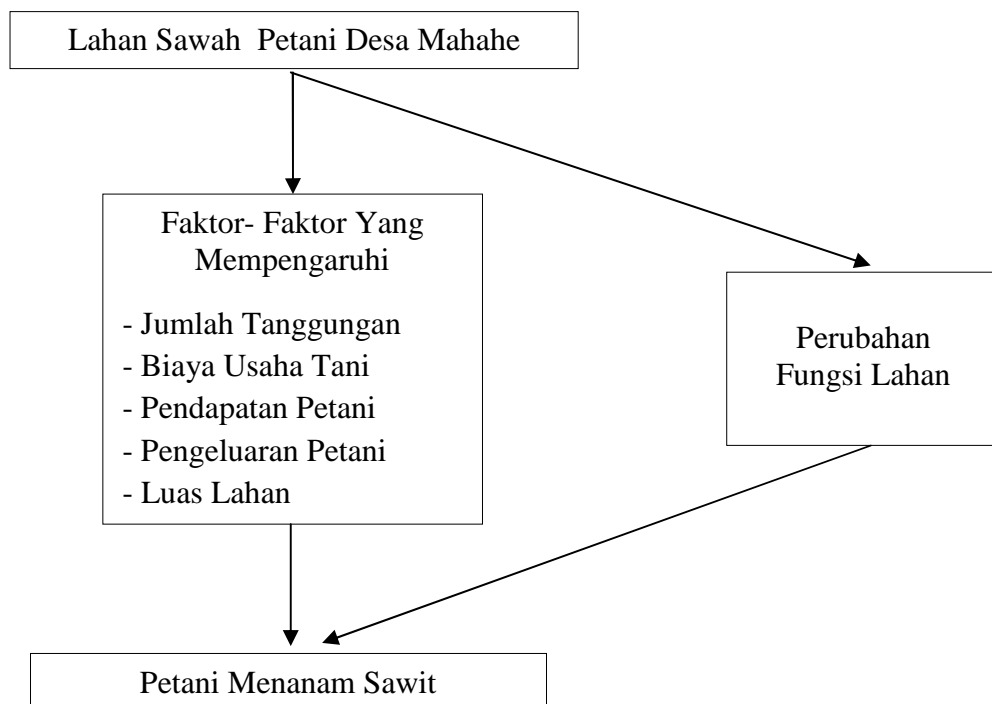 Lahan Sawah Petani Desa Mahahe
Faktor- Faktor Yang
Mempengaruhi
- Jumlah Tanggungan
- Biaya Usaha Tani
- Pendapatan Petani
- Pengeluaran Petani
- Luas Lahan
Perubahan
Fungsi Lahan
Petani Menanam Sawit